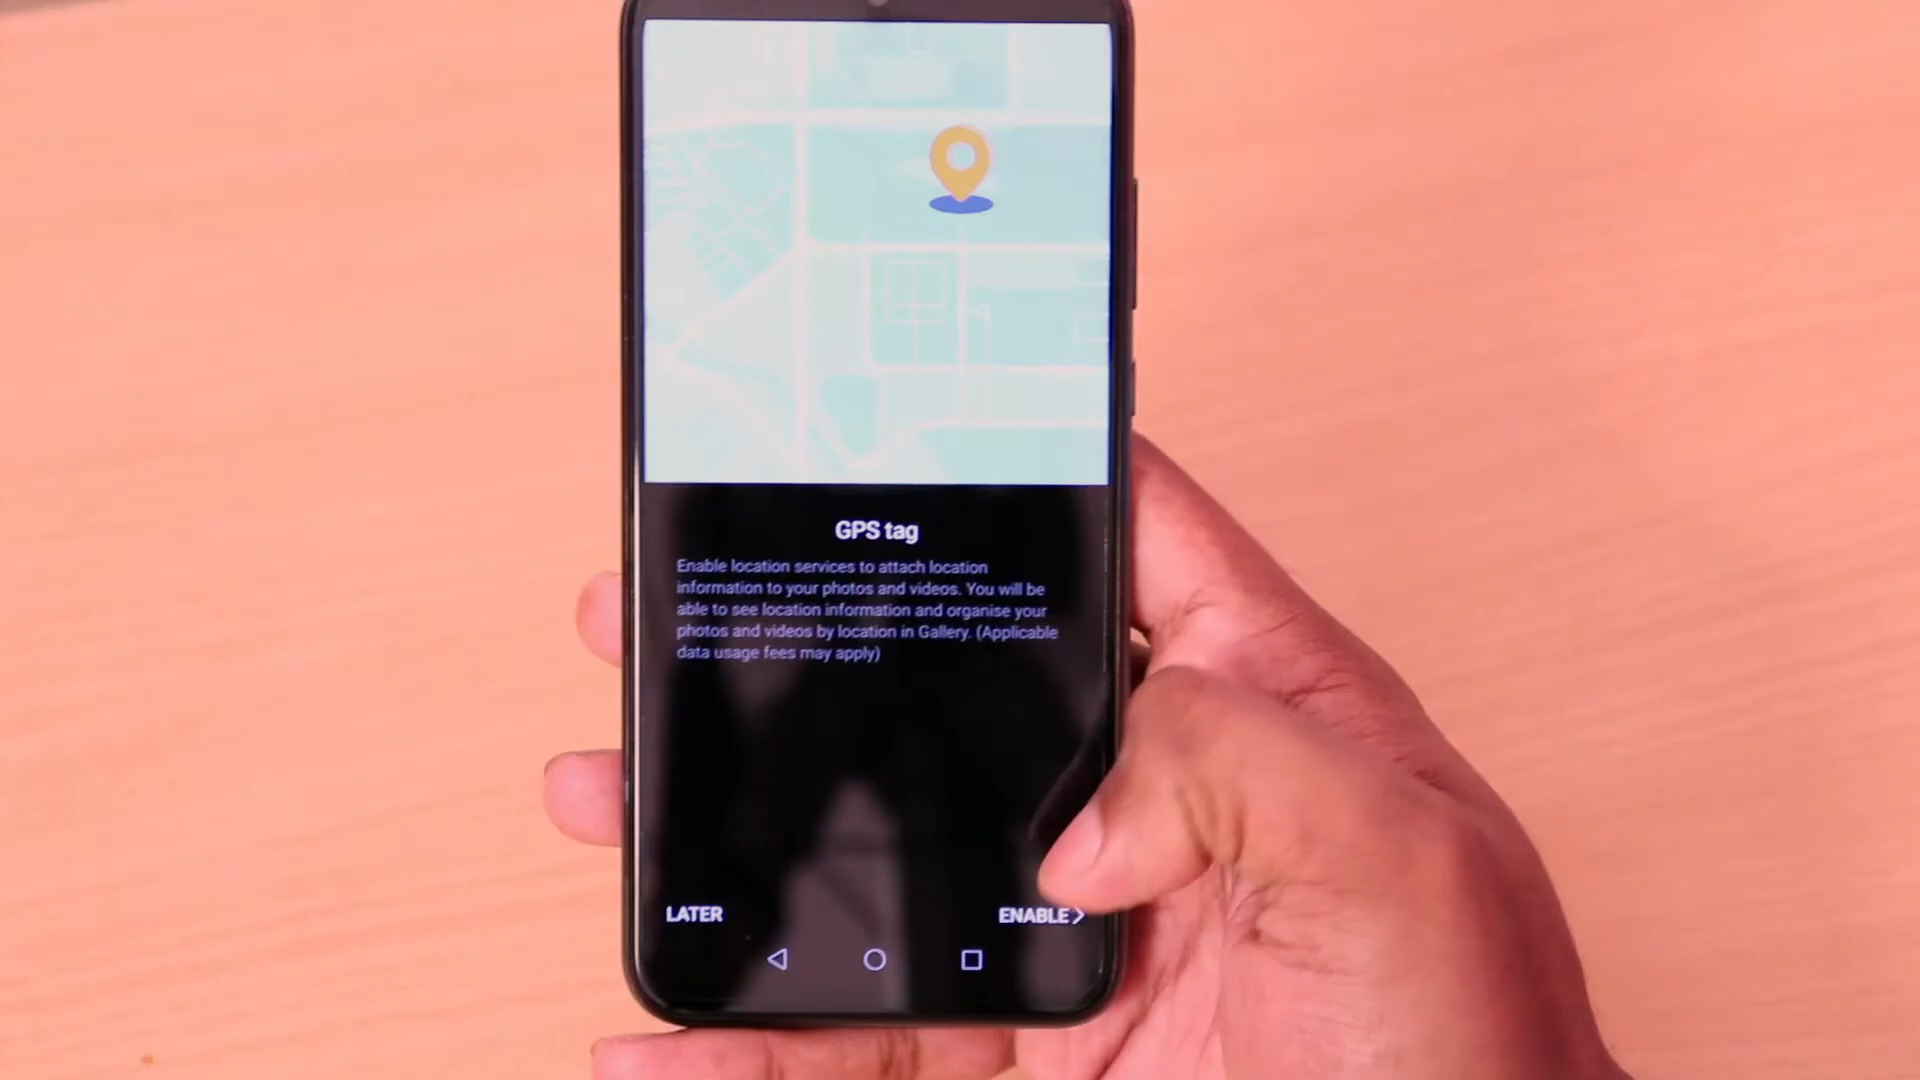 GPS tag
Enable location services to attach location
information to your photos and videos. You will be
able to see location information and organise your
photos and videos by location in Gallery. (Applicable
data usage fees may apply)
LATER
ENABLE